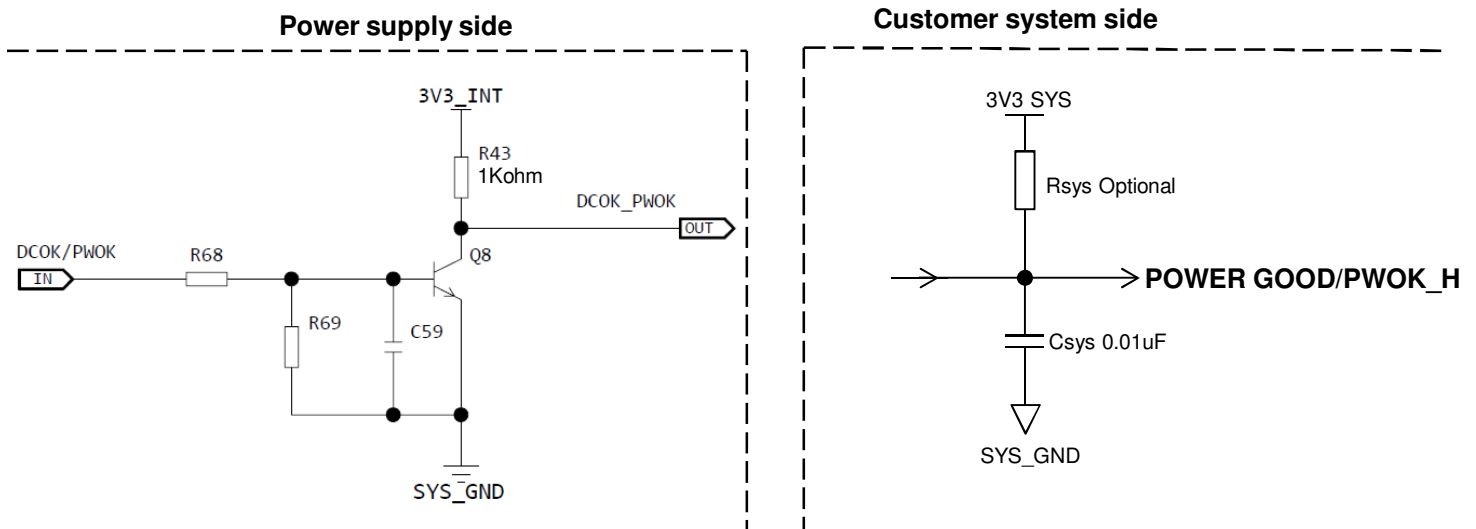 Power supply side
3V3_INT
R43
1Kohm
DCOK_PWOK
OUT
DCOK/PWOK
IN
R68
Q8
R69
C59
SYS_GND
Customer system side
3V3 SYS
Rsys Optional
POWER GOOD/PWOK_H
Csys 0.01uF
SYS_GND